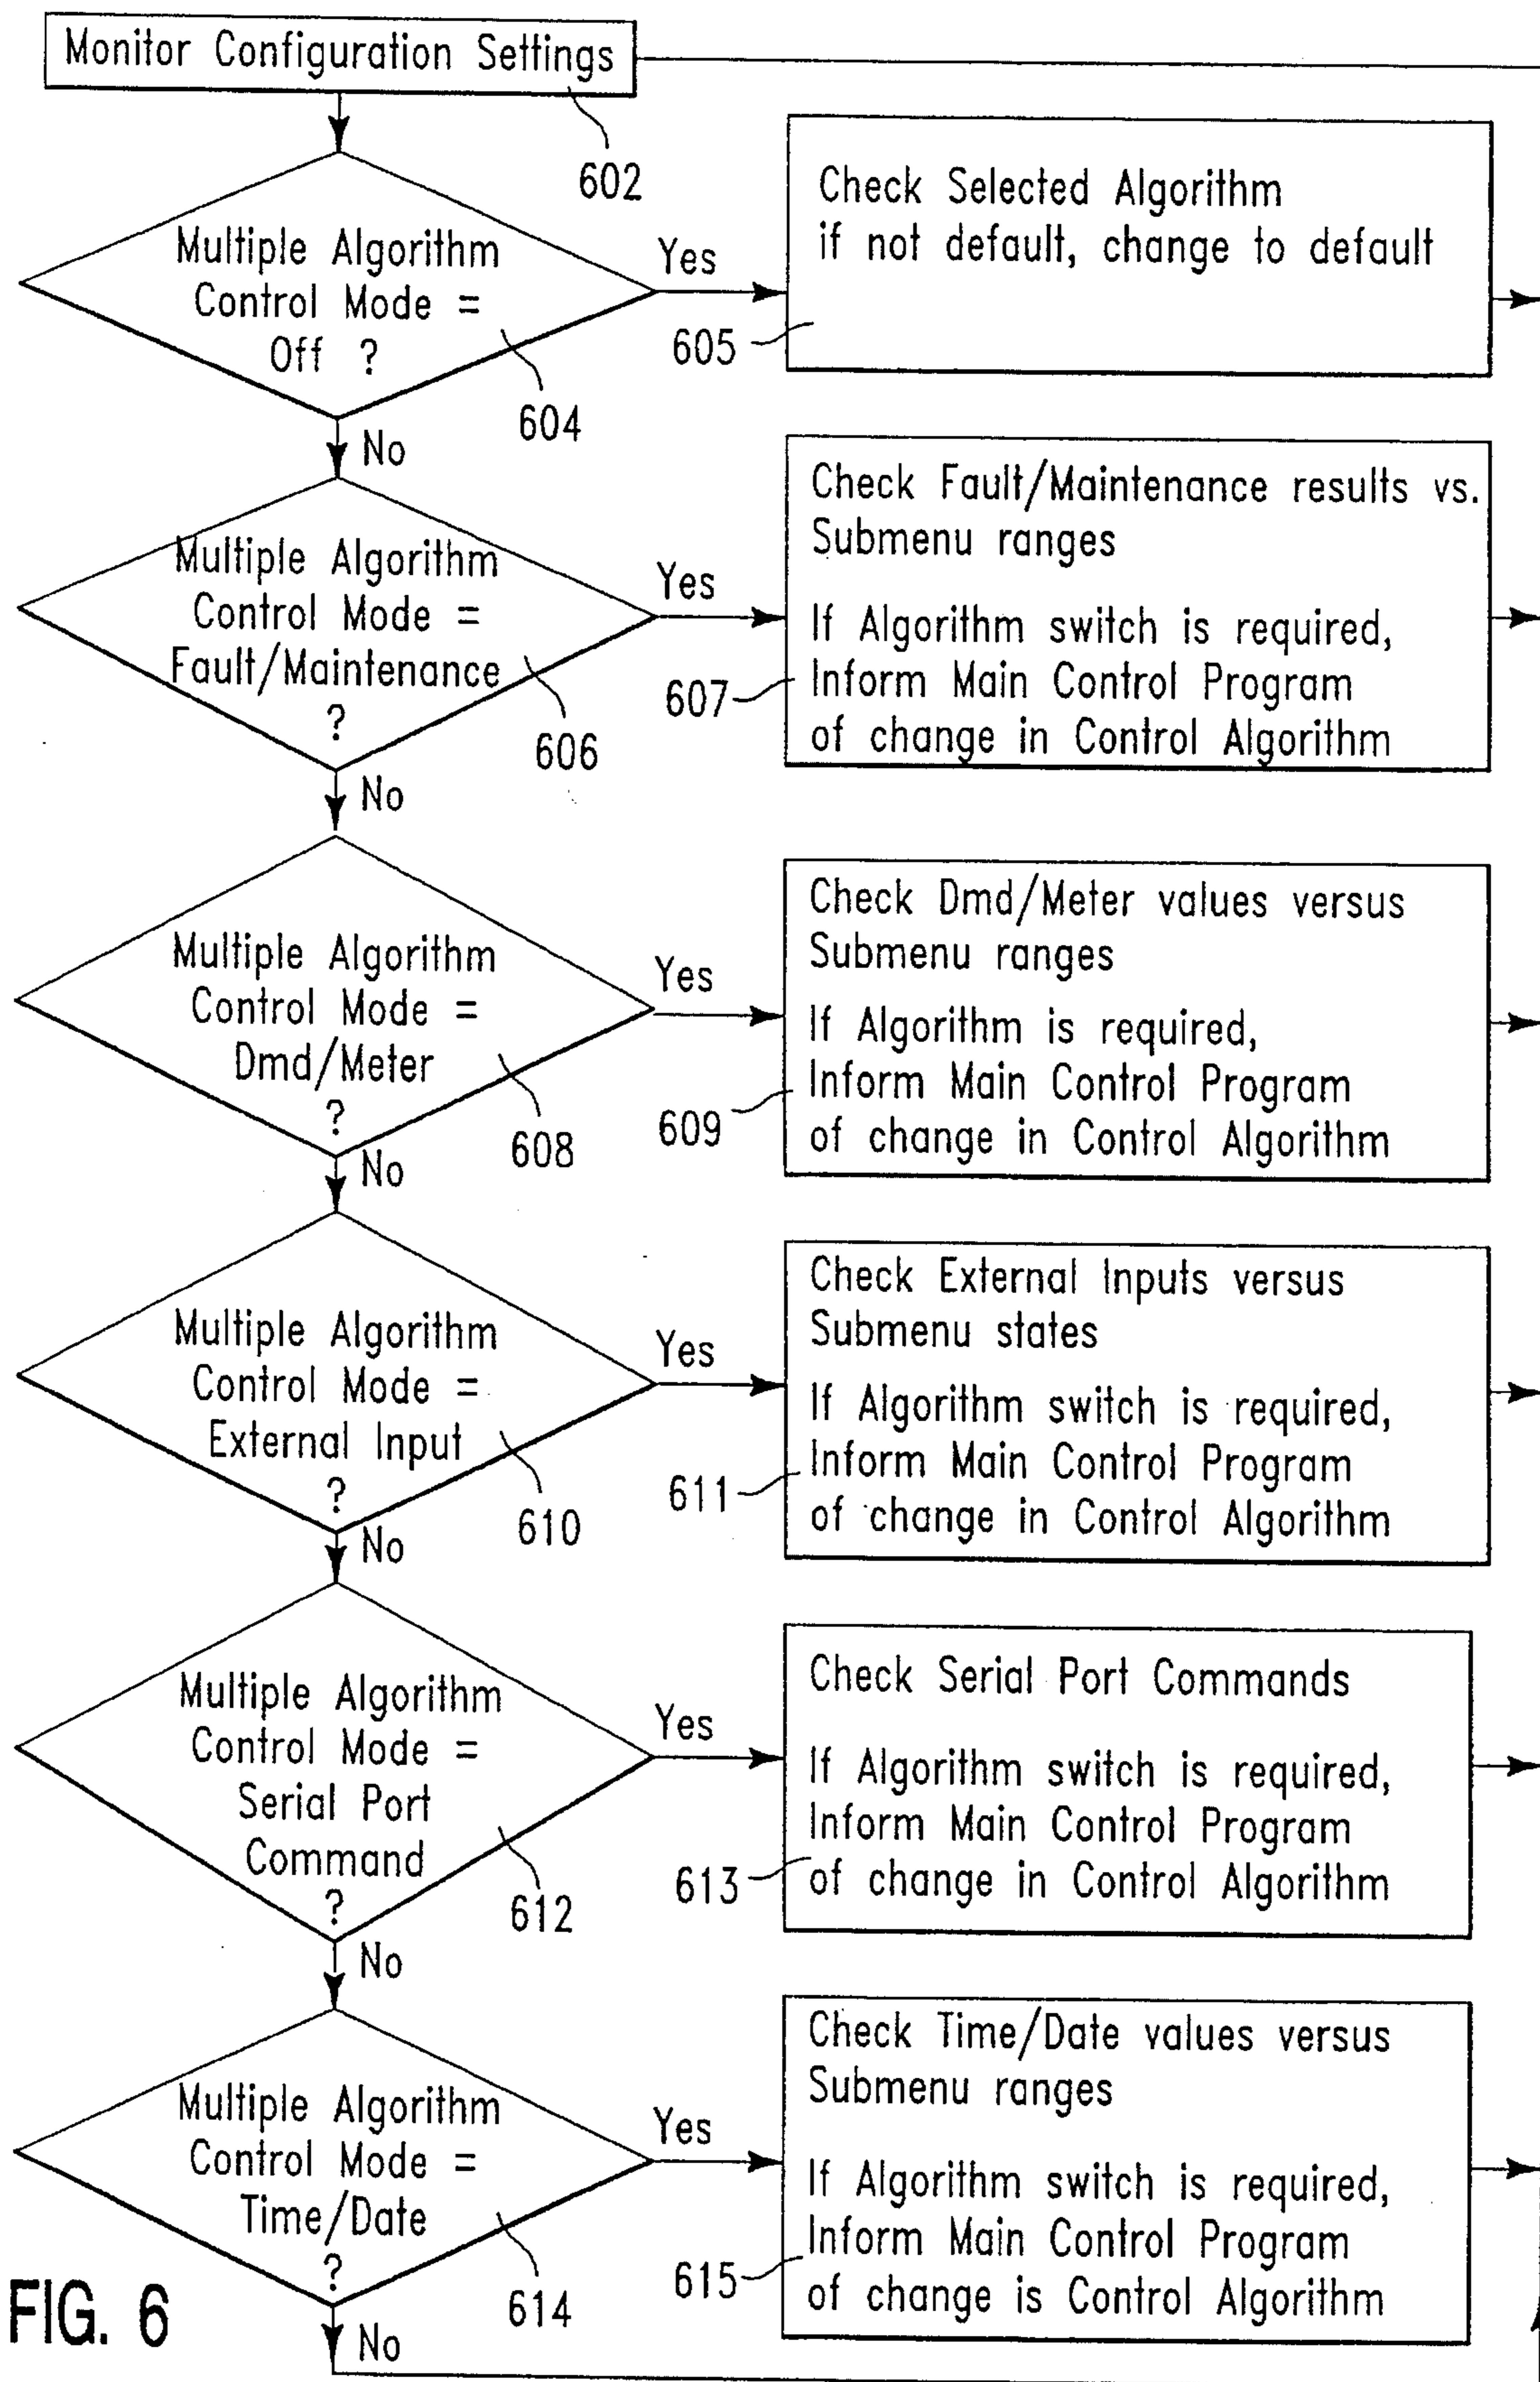 Monitor Configuration Settings
602
Multiple Algorithm
Control Mode =
Off ?
604
Yes
Check Selected Algorithm
if not default, change to default
605
No
Multiple Algorithm
Control Mode =
Fault/Maintenance
?
606
Yes
Check Fault/Maintenance results vs.
Submenu ranges
If Algorithm switch is required,
Inform Main Control Program
of change in Control Algorithm
607
No
Multiple Algorithm
Control Mode =
Dmd/Meter
?
608
Yes
Check Dmd/Meter values versus
Submenu ranges
If Algorithm is required,
Inform Main Control Program
of change in Control Algorithm
609
No
Multiple Algorithm
Control Mode =
External Input
?
610
Yes
Check External Inputs versus
Submenu states
If Algorithm switch is required,
Inform Main Control Program
of change in Control Algorithm
611
No
Multiple Algorithm
Control Mode =
Serial Port
Command
?
612
Yes
Check Serial Port Commands
If Algorithm switch is required,
Inform Main Control Program
of change in Control Algorithm
613
No
Multiple Algorithm
Control Mode =
Time/Date
?
614
Yes
Check Time/Date values versus
Submenu ranges
If Algorithm switch is required,
Inform Main Control Program
of change is Control Algorithm
615
No
FIG. 6